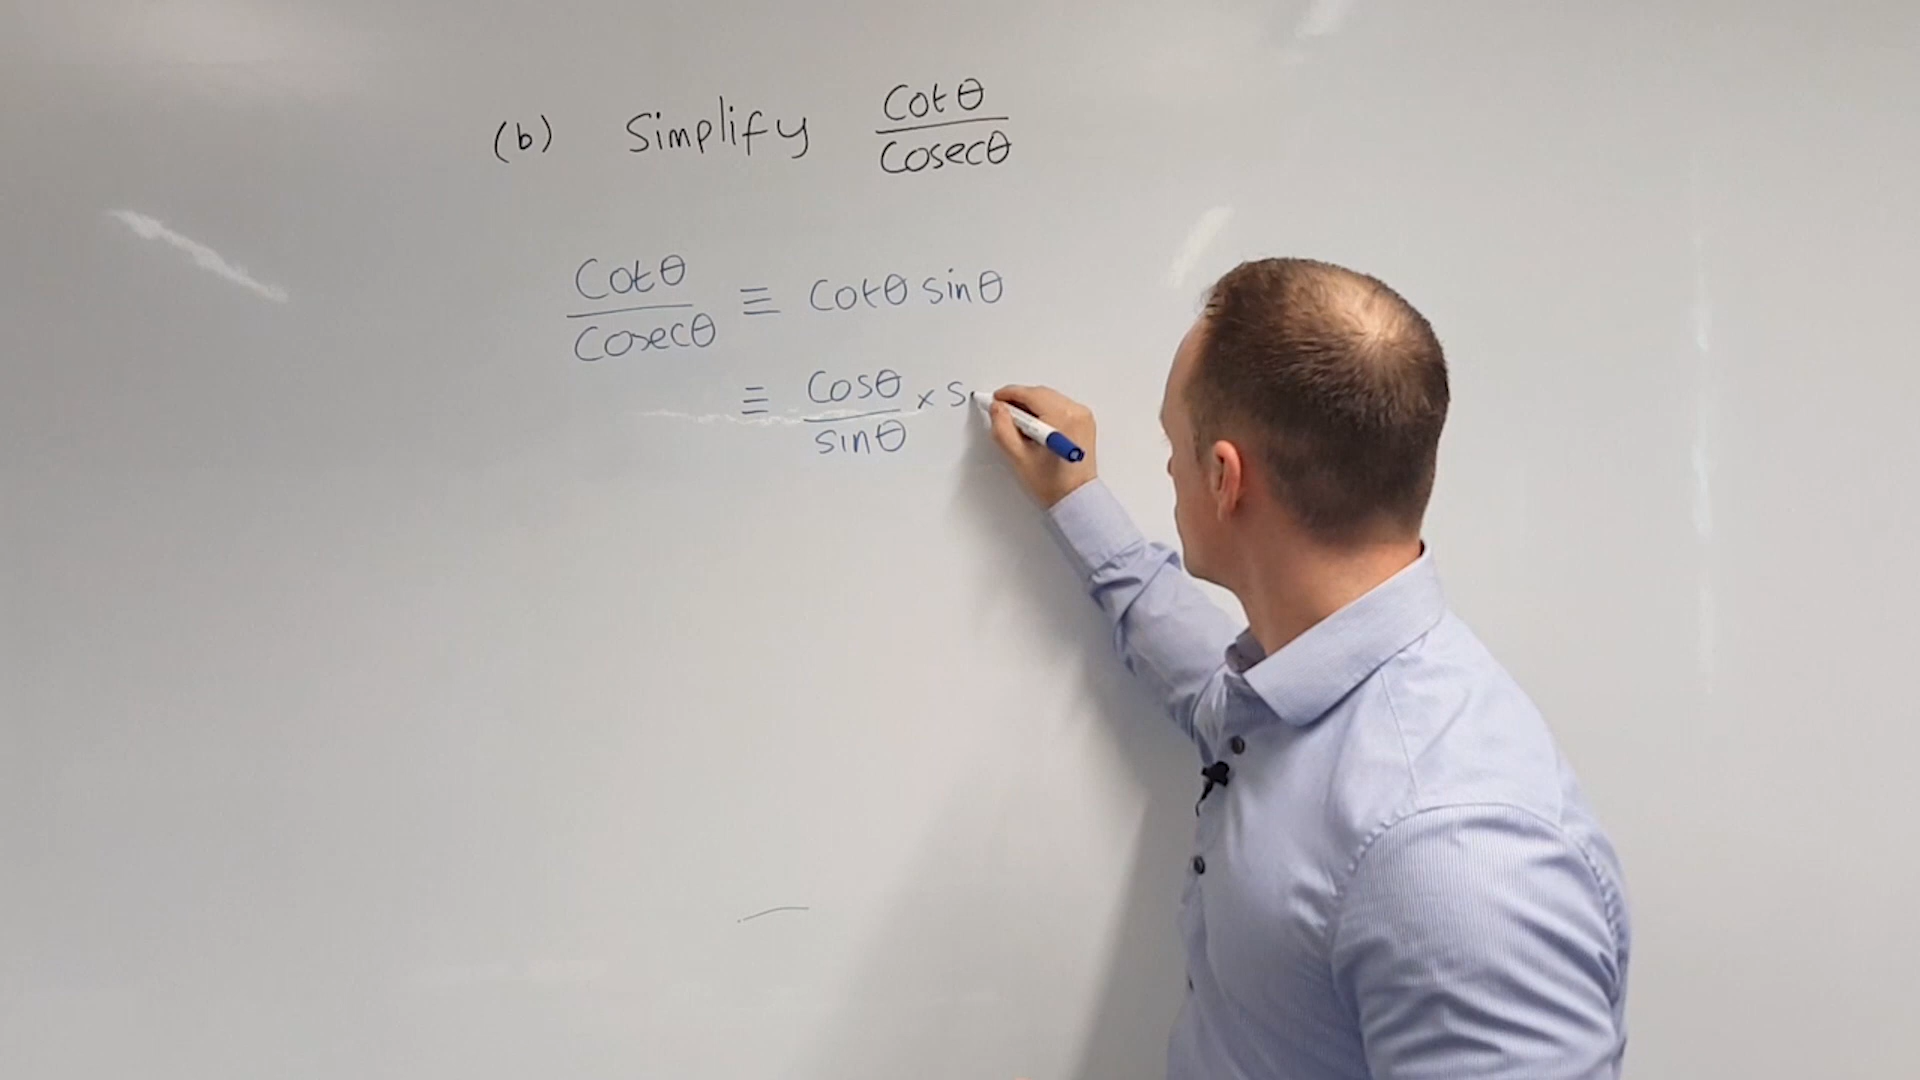 (b) Simplify Cotθ / Cosecθ
Cotθ / Cosecθ ≡ Cotθ sinθ
≡ Cosθ / sinθ × s